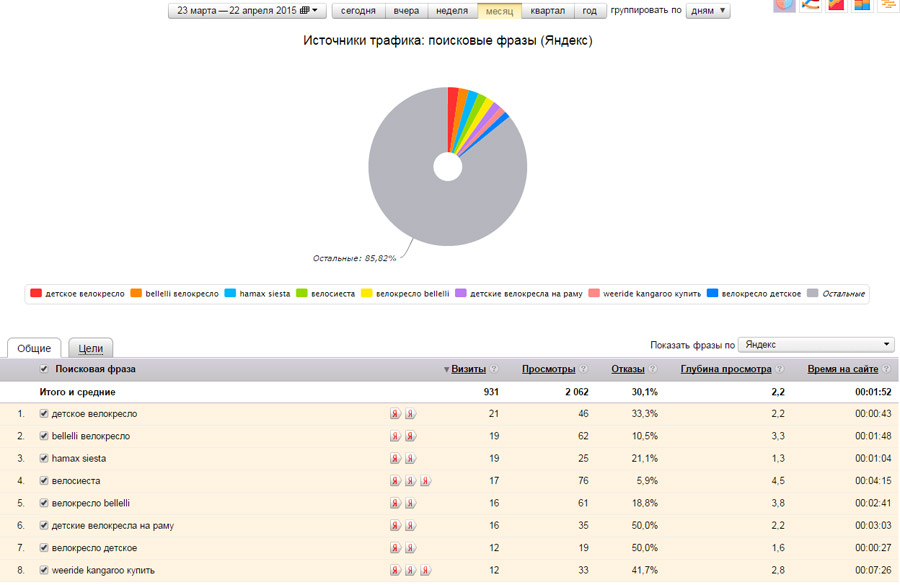 23 марта — 22 апреля 2015 сегодня вчера неделя месяц квартал год группировать по дням
Источники трафика: поисковые фразы (Яндекс)
Остальные: 85,82%
детское велокресло bellelli велокресло hamax siesta велосиеста велокресло bellelli детские велокресла на раму weeride kangaroo купить велокресло детское Остальные
Общие Цели Показать фразы по Яндекс
Поисковая фраза ▼ Визиты ? Просмотры ? Отказы ? Глубина просмотра ? Время на сайте ?
Итого и средние 931 2 062 30,1% 2,2 00:01:52
1. детское велокресло Я Я 21 46 33,3% 2,2 00:00:43
2. bellelli велокресло Я Я 19 62 10,5% 3,3 00:01:48
3. hamax siesta Я Я 19 25 21,1% 1,3 00:01:04
4. велосиеста Я Я Я 17 76 5,9% 4,5 00:04:15
5. велокресло bellelli Я Я 16 61 18,8% 3,8 00:02:41
6. детские велокресла на раму Я Я 16 35 50,0% 2,2 00:03:03
7. велокресло детское Я Я 12 19 50,0% 1,6 00:00:27
8. weeride kangaroo купить Я Я Я 12 33 41,7% 2,8 00:07:26